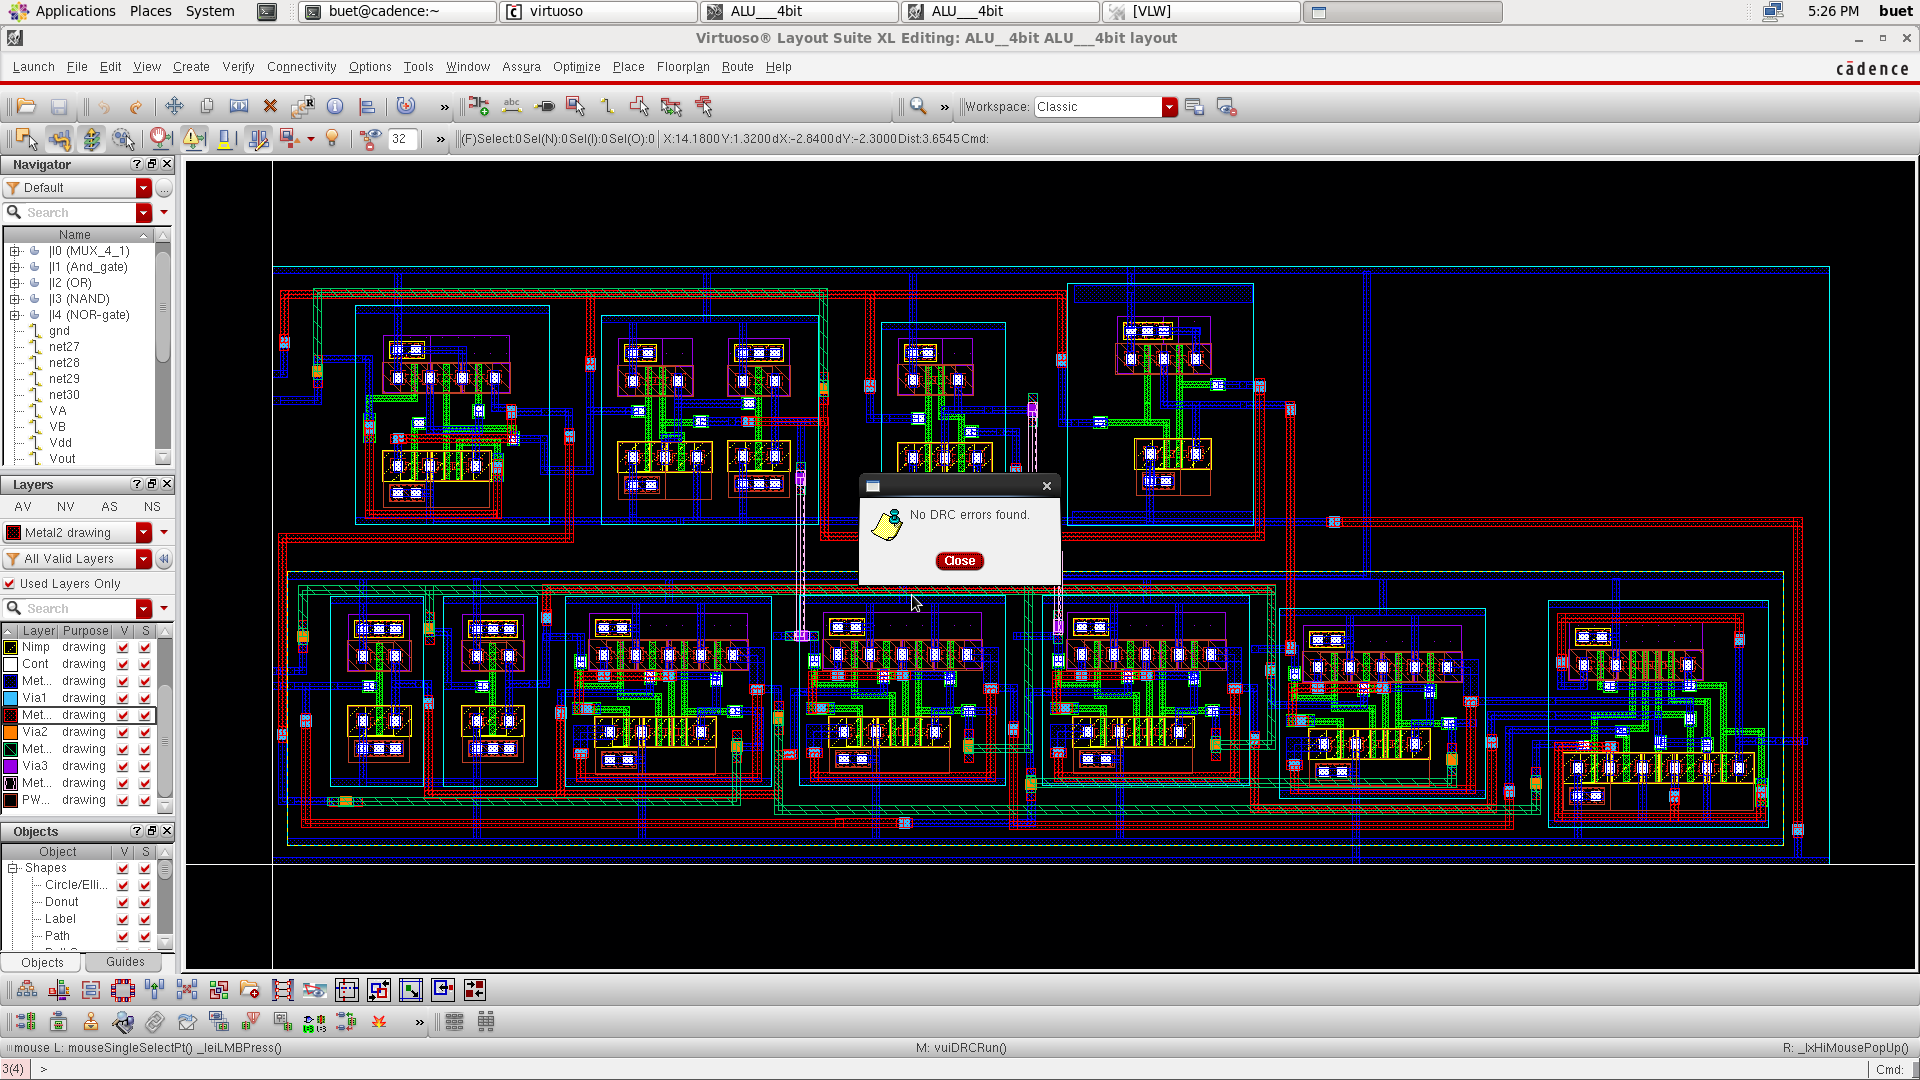 Applications Places System
buet@cadence:~
virtuoso
ALU___4bit
ALU___4bit
[VLW]
5:26 PM buet
Virtuoso® Layout Suite XL Editing: ALU__4bit ALU___4bit layout
Launch File Edit View Create Verify Connectivity Options Tools Window Assura Optimize Place Floorplan Route Help
cādence
Workspace: Classic
32
(F)Select:0 Sel(N):0 Sel(I):0 Sel(O):0 X:14.1800 Y:1.3200 dX:-2.8400 dY:-2.3000 Dist:3.6545 Cmd:
Navigator
Default
Search
Name
|I0 (MUX_4_1)
|I1 (And_gate)
|I2 (OR)
|I3 (NAND)
|I4 (NOR-gate)
gnd
net27
net28
net29
net30
VA
VB
Vdd
Vout
Layers
AV NV AS NS
Metal2 drawing
All Valid Layers
Used Layers Only
Search
Layer Purpose V S
Nimp drawing
Cont drawing
Met... drawing
Via1 drawing
Met... drawing
Via2 drawing
Met... drawing
Via3 drawing
Met... drawing
PW... drawing
Objects
Object V S
Shapes
Circle/Elli...
Donut
Label
Path
Objects Guides
No DRC errors found.
Close
mouse L: mouseSingleSelectPt() _leiLMBPress()
M: vuiDRCRun()
R: _lxHiMousePopUp()
3(4) >
Cmd: